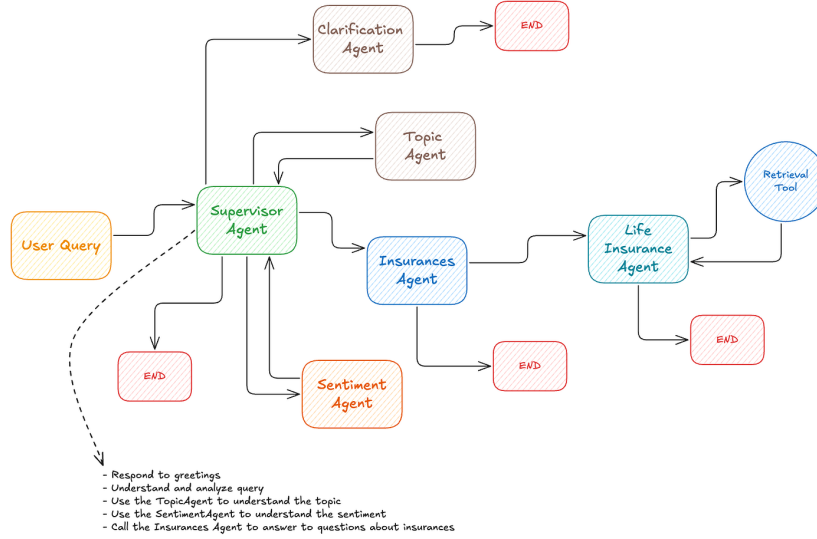 Clarification
Agent
END
Topic
Agent
Retrieval
Tool
Supervisor
Agent
User Query
Life
Insurance
Agent
Insurances
Agent
END
END
END
Sentiment
Agent
- Respond to greetings
- Understand and analyze query
- Use the TopicAgent to understand the topic
- Use the SentimentAgent to understand the sentiment
- Call the Insurances Agent to answer to questions about insurances